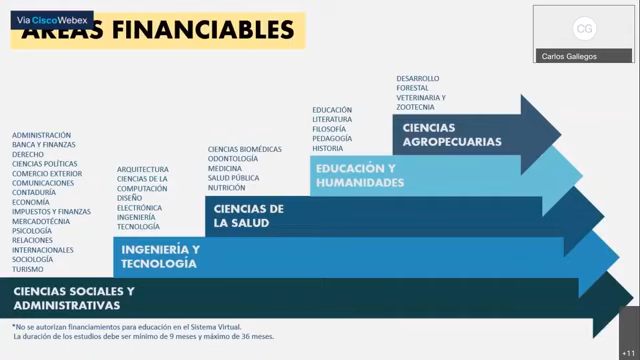 Vía Cisco Webex
ÁREAS FINANCIABLES
CG
Carlos Gallegos
DESARROLLO
FORESTAL
VETERINARIA Y
ZOOTECNIA
CIENCIAS
AGROPECUARIAS
EDUCACIÓN
LITERATURA
FILOSOFÍA
PEDAGOGÍA
HISTORIA
EDUCACIÓN Y
HUMANIDADES
CIENCIAS BIOMÉDICAS
ODONTOLOGÍA
MEDICINA
SALUD PÚBLICA
NUTRICIÓN
CIENCIAS DE
LA SALUD
ARQUITECTURA
CIENCIAS DE LA
COMPUTACIÓN
DISEÑO
ELECTRÓNICA
INGENIERÍA
TECNOLOGÍA
INGENIERÍA Y
TECNOLOGÍA
ADMINISTRACIÓN
BANCA Y FINANZAS
DERECHO
CIENCIAS POLÍTICAS
COMERCIO EXTERIOR
COMUNICACIONES
CONTADURÍA
ECONOMÍA
IMPUESTOS Y FINANZAS
MERCADOTÉCNIA
PSICOLOGÍA
RELACIONES
INTERNACIONALES
SOCIOLOGÍA
TURISMO
CIENCIAS SOCIALES Y
ADMINISTRATIVAS
*No se autorizan financiamientos para educación en el Sistema Virtual.
La duración de los estudios debe ser mínimo de 9 meses y máximo de 36 meses.
+11